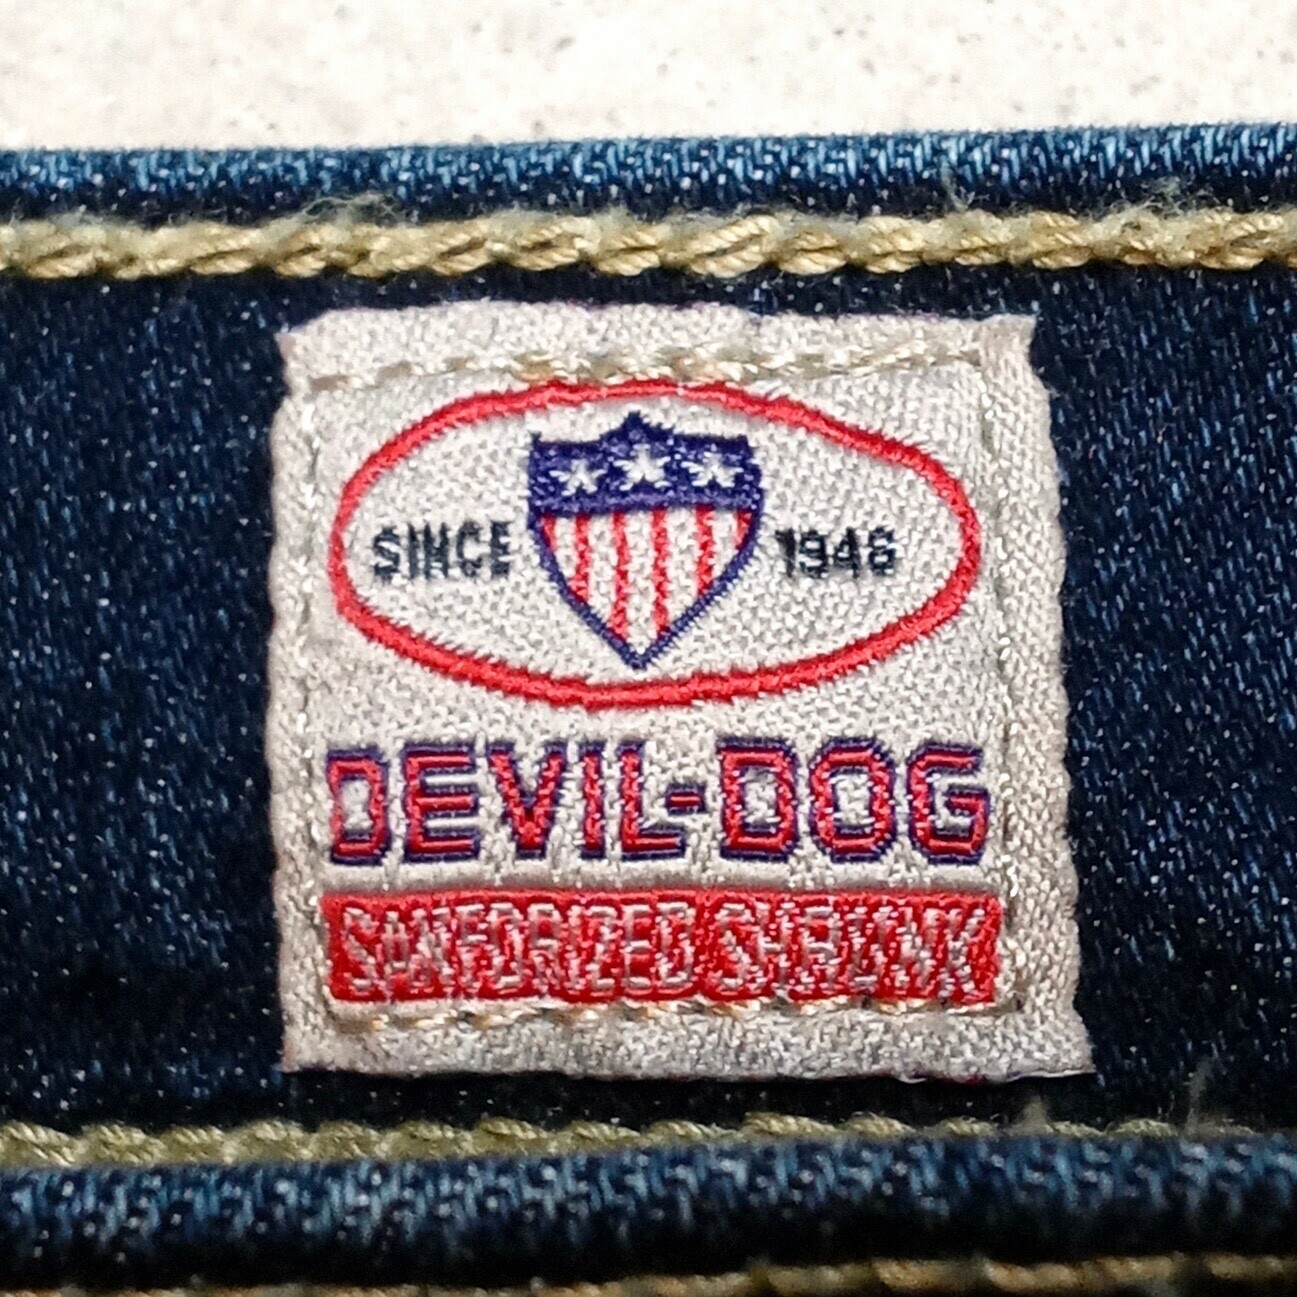 SINCE 1948
DEVIL-DOG
SANFORIZED SHRUNK